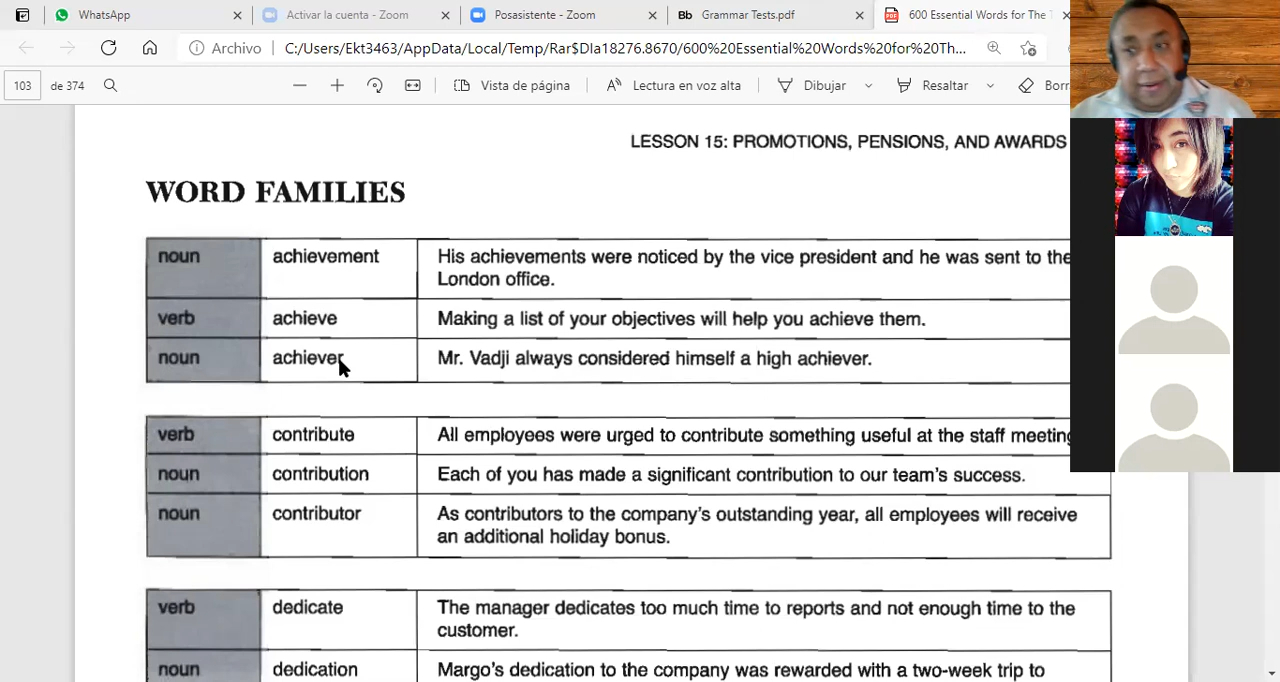 WhatsApp
Activar la cuenta - Zoom
Posasistente - Zoom
Bb Grammar Tests.pdf
PDF 600 Essential Words for The
Archivo C:/Users/Ekt3463/AppData/Local/Temp/Rar$DIa18276.8670/600%20Essential%20Words%20for%20Th...
103 de 374 Vista de página Lectura en voz alta Dibujar Resaltar Bor
LESSON 15: PROMOTIONS, PENSIONS, AND AWARDS
WORD FAMILIES
noun achievement His achievements were noticed by the vice president and he was sent to the
London office.
verb achieve Making a list of your objectives will help you achieve them.
noun achiever Mr. Vadji always considered himself a high achiever.
verb contribute All employees were urged to contribute something useful at the staff meeting
noun contribution Each of you has made a significant contribution to our team's success.
noun contributor As contributors to the company's outstanding year, all employees will receive
an additional holiday bonus.
verb dedicate The manager dedicates too much time to reports and not enough time to the
customer.
noun dedication Margo's dedication to the company was rewarded with a two-week trip to